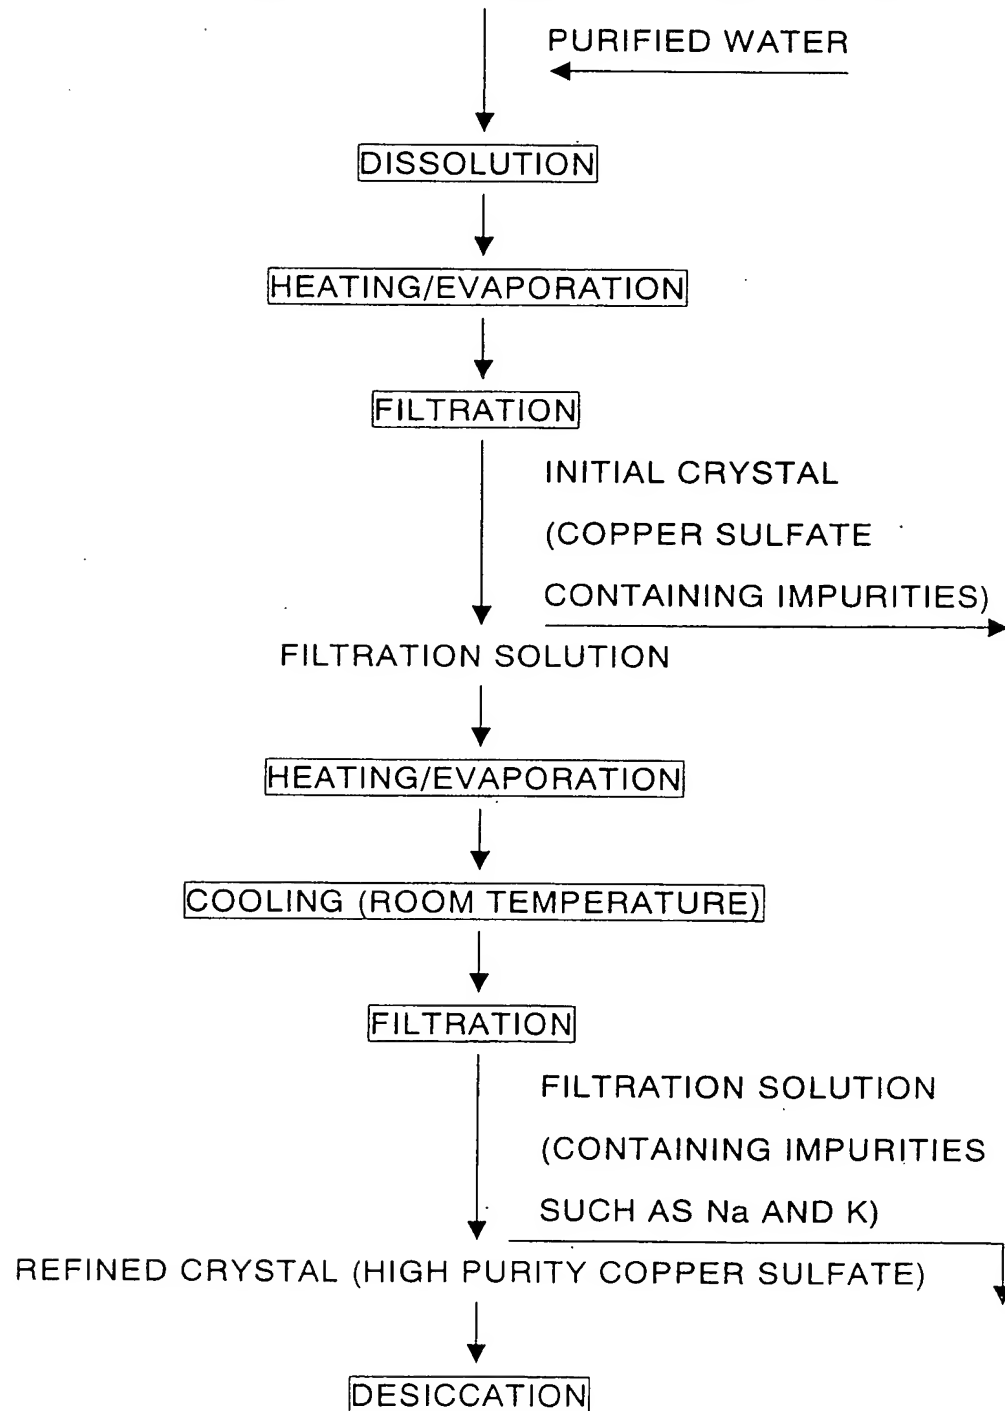 PURIFIED WATER
DISSOLUTION
HEATING/EVAPORATION
FILTRATION
INITIAL CRYSTAL
(COPPER SULFATE
CONTAINING IMPURITIES)
FILTRATION SOLUTION
HEATING/EVAPORATION
COOLING (ROOM TEMPERATURE)
FILTRATION
FILTRATION SOLUTION
(CONTAINING IMPURITIES
SUCH AS Na AND K)
REFINED CRYSTAL (HIGH PURITY COPPER SULFATE)
DESICCATION